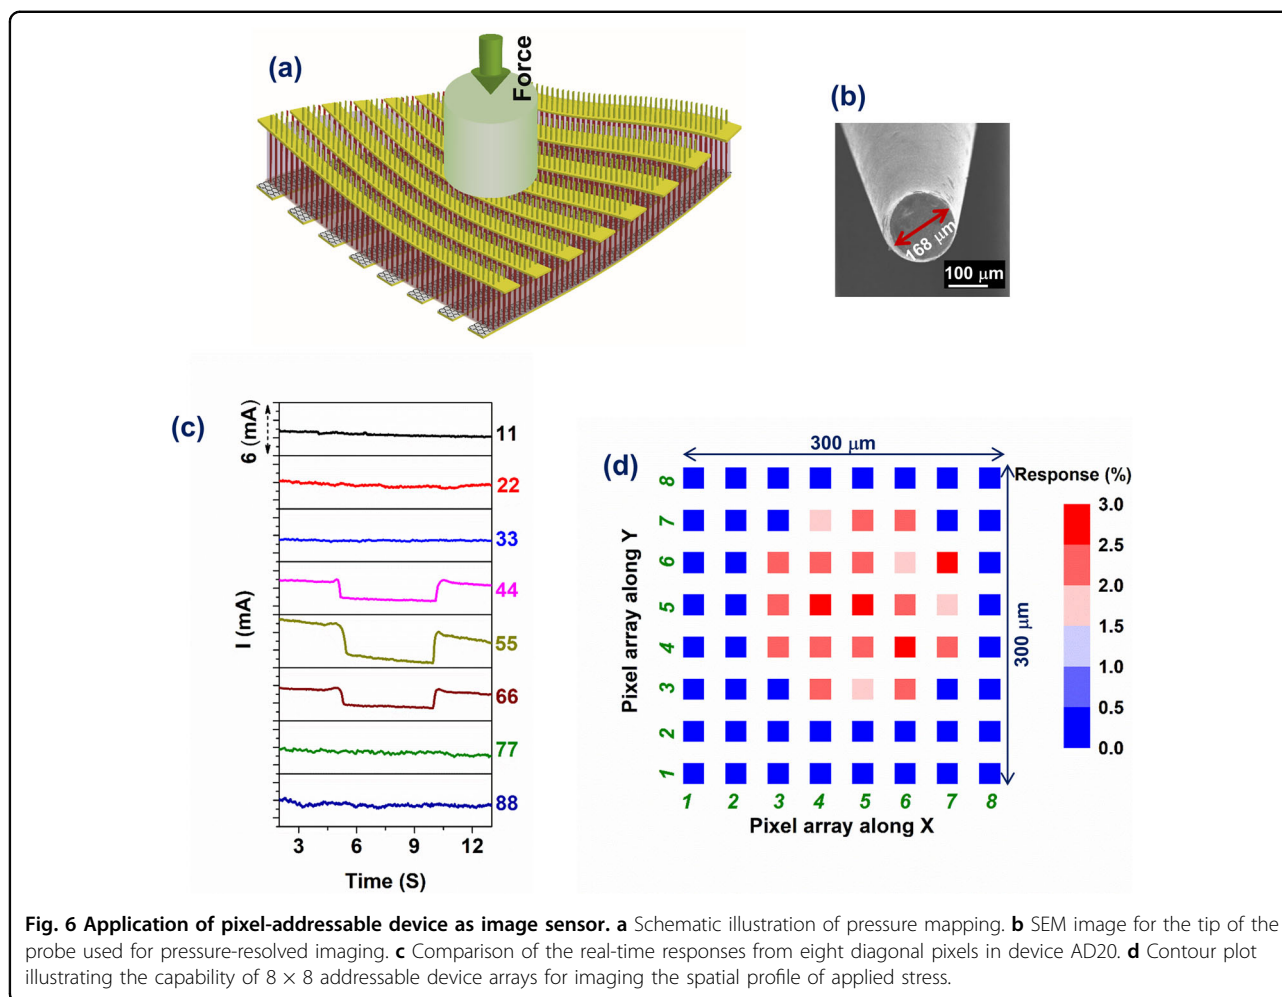 (a)
Force
(b)
168 μm
100 μm
(c)
6 (mA)
I (mA)
11
22
33
44
55
66
77
88
3 6 9 12
Time (S)
(d)
300 μm
300 μm
Pixel array along Y
8
7
6
5
4
3
2
1
1 2 3 4 5 6 7 8
Pixel array along X
Response (%)
3.0
2.5
2.0
1.5
1.0
0.5
0.0
Fig. 6 Application of pixel-addressable device as image sensor. a Schematic illustration of pressure mapping. b SEM image for the tip of the
probe used for pressure-resolved imaging. c Comparison of the real-time responses from eight diagonal pixels in device AD20. d Contour plot
illustrating the capability of 8 × 8 addressable device arrays for imaging the spatial profile of applied stress.